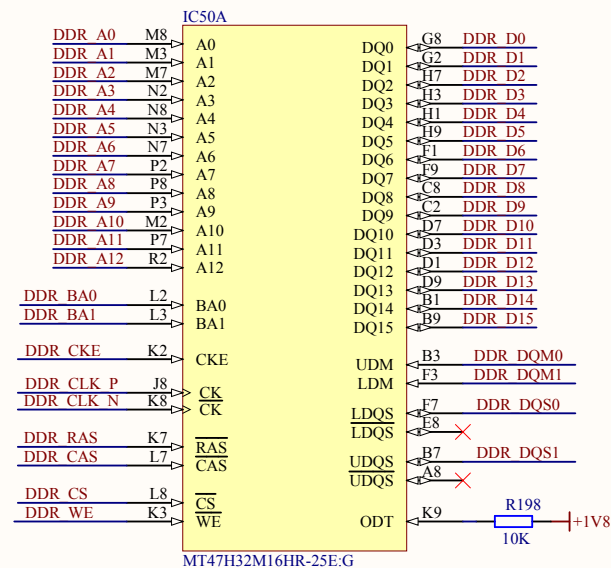 IC50A
DDR_A0 M8 A0 DQ0 G8 DDR_D0
DDR_A1 M3 A1 DQ1 G2 DDR_D1
DDR_A2 M7 A2 DQ2 H7 DDR_D2
DDR_A3 N2 A3 DQ3 H3 DDR_D3
DDR_A4 N8 A4 DQ4 H1 DDR_D4
DDR_A5 N3 A5 DQ5 H9 DDR_D5
DDR_A6 N7 A6 DQ6 F1 DDR_D6
DDR_A7 P2 A7 DQ7 F9 DDR_D7
DDR_A8 P8 A8 DQ8 C8 DDR_D8
DDR_A9 P3 A9 DQ9 C2 DDR_D9
DDR_A10 M2 A10 DQ10 D7 DDR_D10
DDR_A11 P7 A11 DQ11 D3 DDR_D11
DDR_A12 R2 A12 DQ12 D1 DDR_D12
DQ13 D9 DDR_D13
DDR_BA0 L2 BA0 DQ14 B1 DDR_D14
DDR_BA1 L3 BA1 DQ15 B9 DDR_D15
DDR_CKE K2 CKE UDM B3 DDR_DQM0
LDM F3 DDR_DQM1
DDR_CLK_P J8 CK
DDR_CLK_N K8 CK LDQS F7 DDR_DQS0
LDQS E8
DDR_RAS K7 RAS
DDR_CAS L7 CAS UDQS B7 DDR_DQS1
UDQS A8
DDR_CS L8 CS
DDR_WE K3 WE ODT K9 R198 +1V8
10K
MT47H32M16HR-25E:G